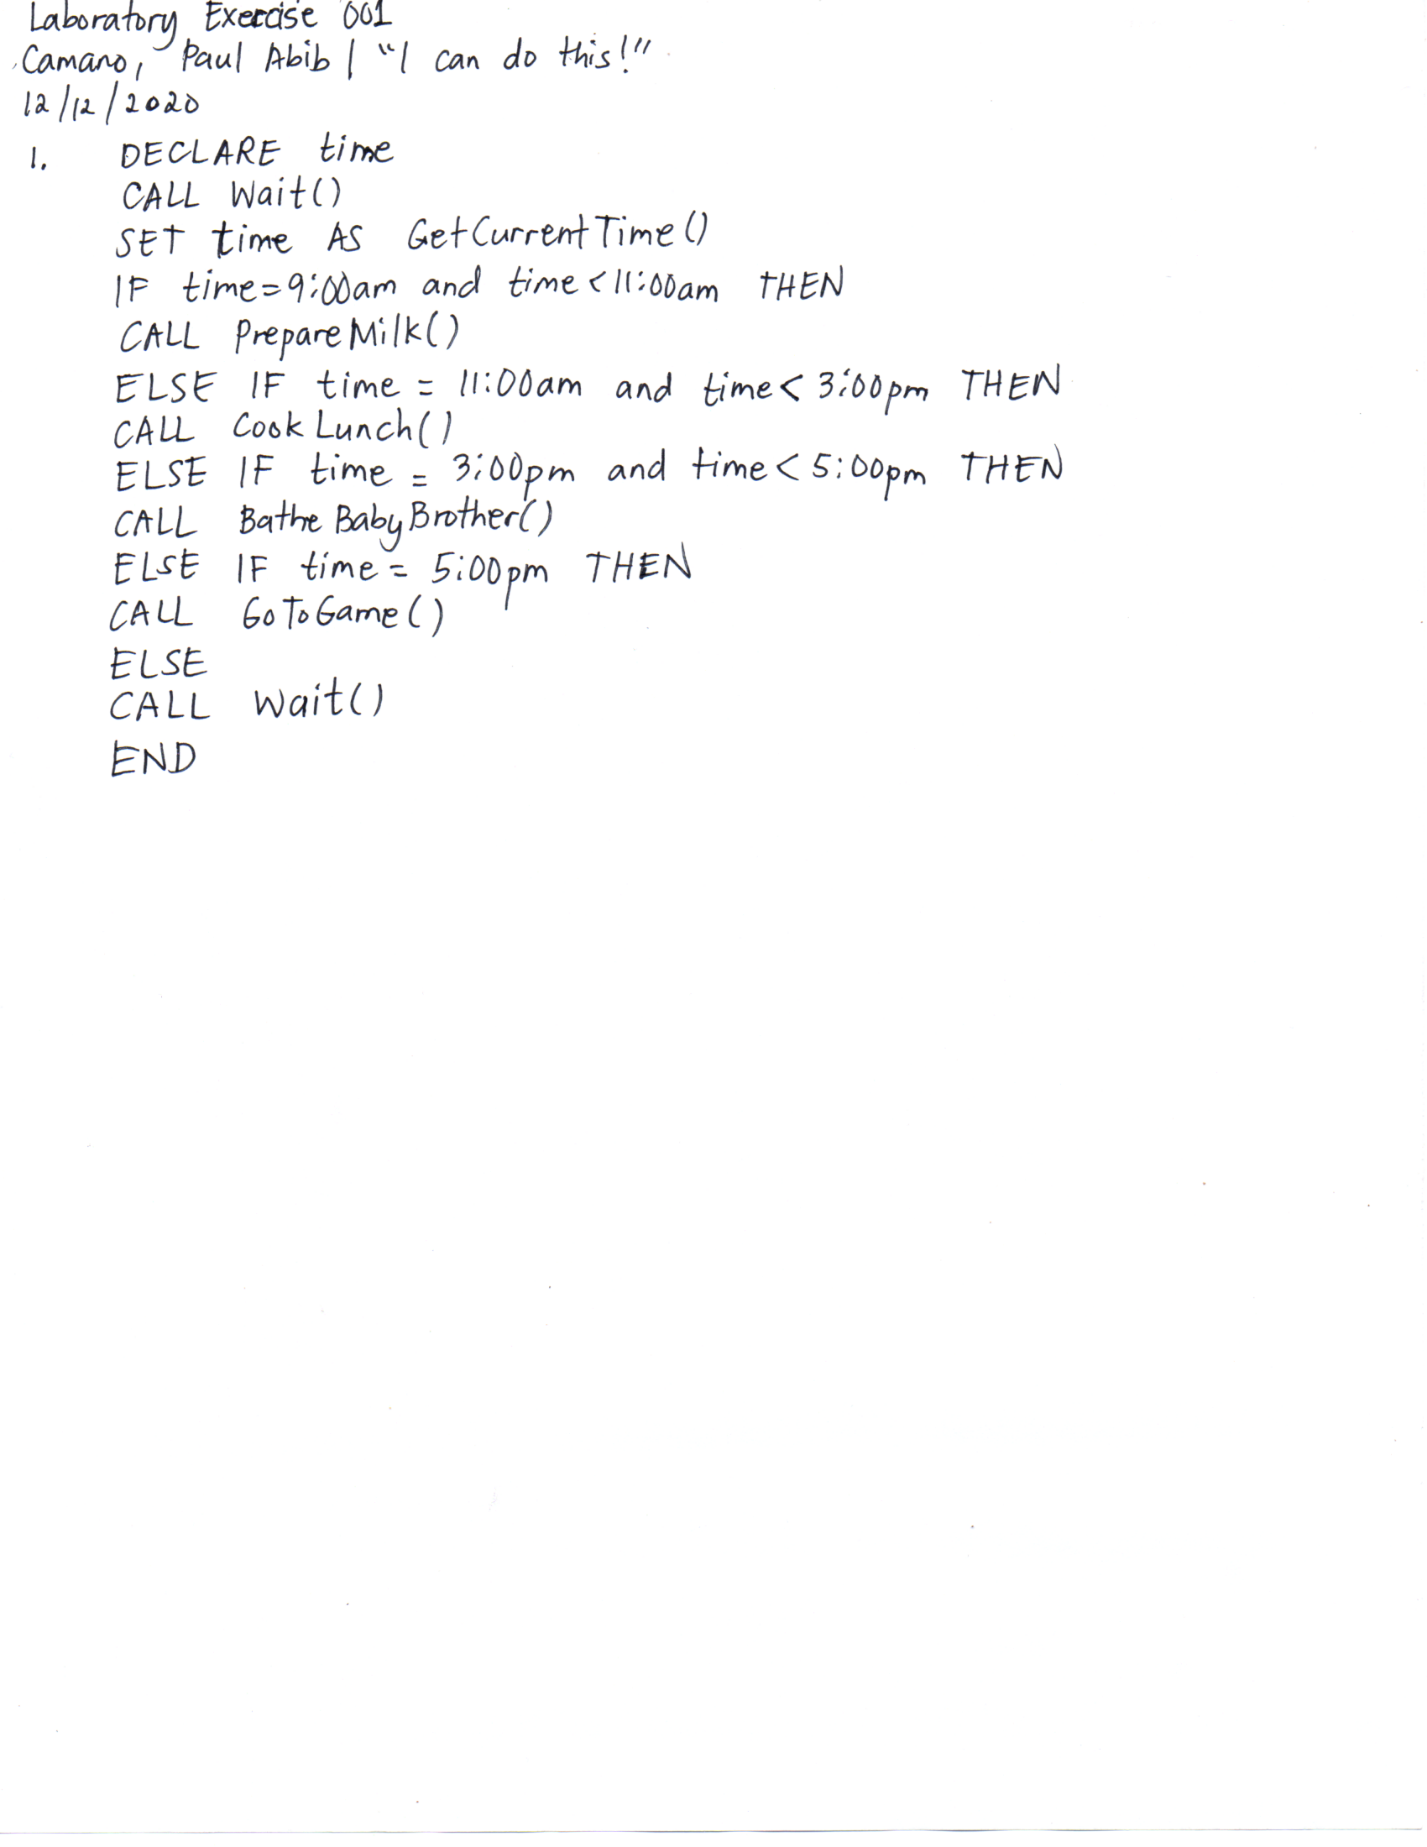 Laboratory Exercise 001
Camano, Paul Abib | "I can do this!"
12/12/2020
1. DECLARE time
CALL Wait()
SET time AS GetCurrentTime()
IF time=9:00am and time<11:00am THEN
CALL PrepareMilk()
ELSE IF time = 11:00am and time< 3:00pm THEN
CALL CookLunch()
ELSE IF time = 3:00pm and time< 5:00pm THEN
CALL BatheBabyBrother()
ELSE IF time = 5:00pm THEN
CALL GoToGame()
ELSE
CALL Wait()
END